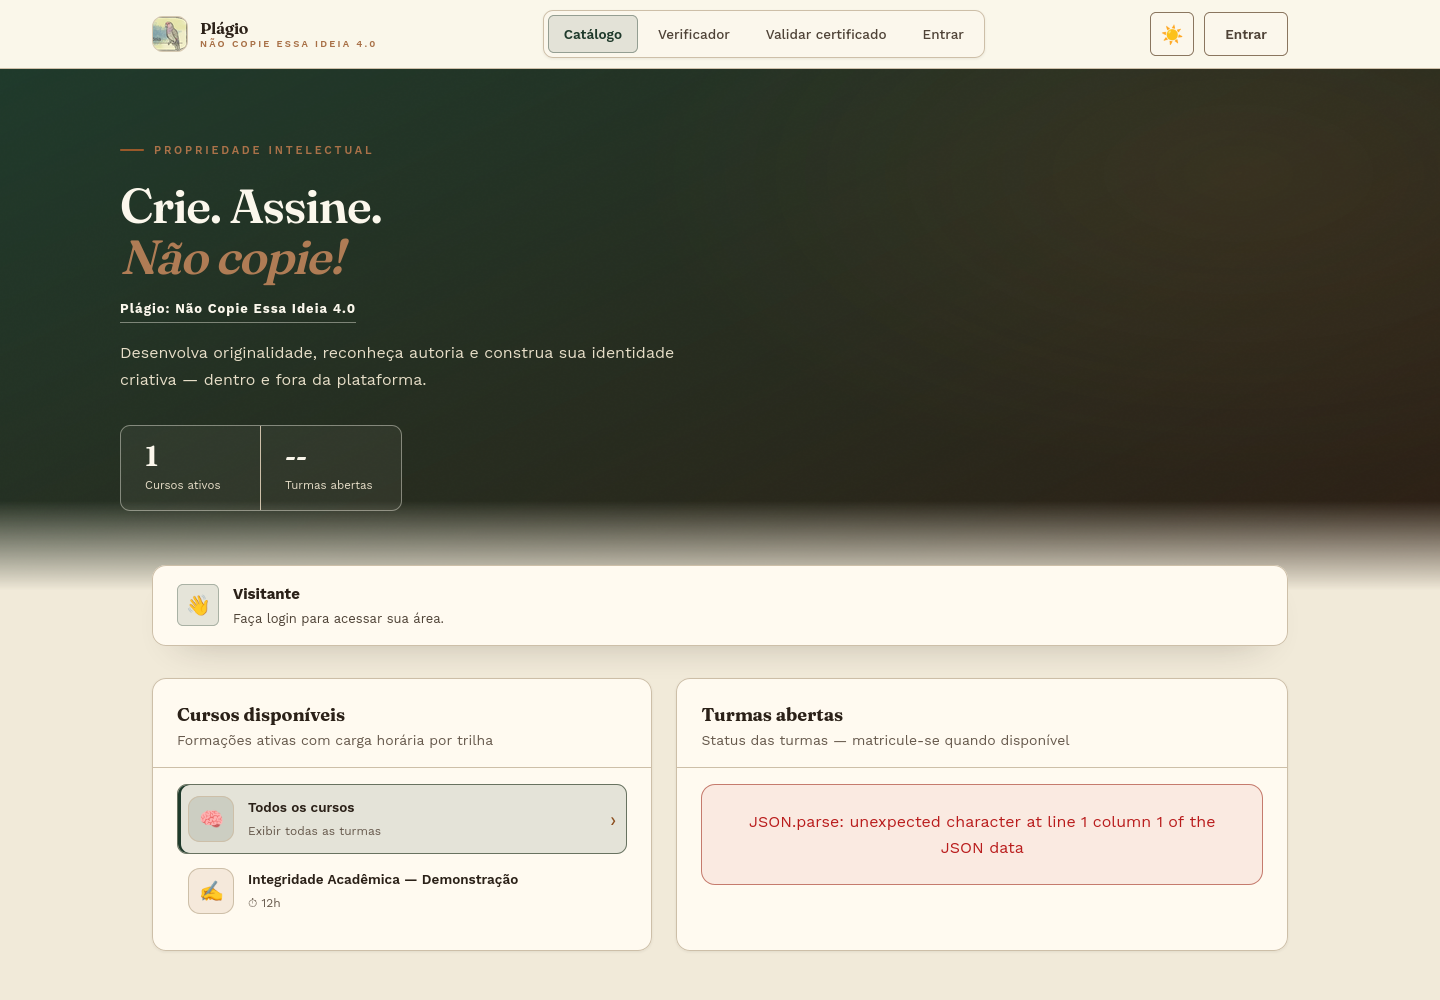 Plágio
NÃO COPIE ESSA IDEIA 4.0
Catálogo
Verificador
Validar certificado
Entrar
Entrar
PROPRIEDADE INTELECTUAL
Crie. Assine.
Não copie!
Plágio: Não Copie Essa Ideia 4.0
Desenvolva originalidade, reconheça autoria e construa sua identidade
criativa — dentro e fora da plataforma.
1
Cursos ativos
--
Turmas abertas
Visitante
Faça login para acessar sua área.
Cursos disponíveis
Formações ativas com carga horária por trilha
Todos os cursos
Exibir todas as turmas
›
Integridade Acadêmica — Demonstração
⏱ 12h
Turmas abertas
Status das turmas — matricule-se quando disponível
JSON.parse: unexpected character at line 1 column 1 of the
JSON data